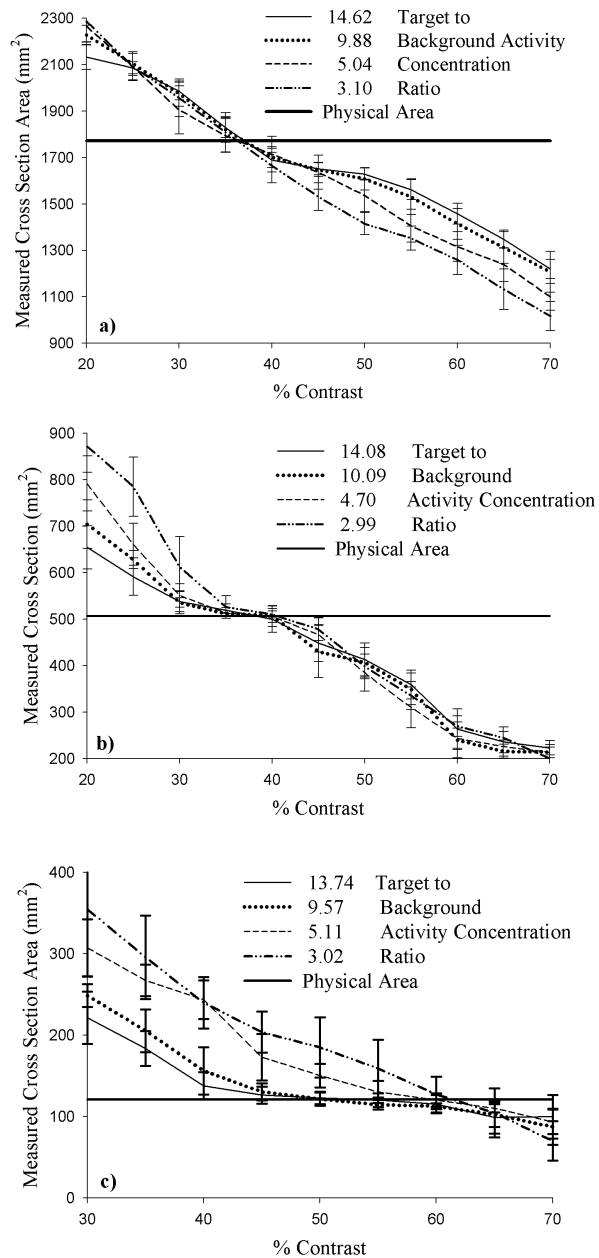 14.62 Target to
9.88 Background Activity
5.04 Concentration
3.10 Ratio
Physical Area
Measured Cross Section Area (mm²)
2300
2100
1900
1700
1500
1300
1100
900
a)
20 30 40 50 60 70
% Contrast
14.08 Target to
10.09 Background
4.70 Activity Concentration
2.99 Ratio
Physical Area
Measured Cross Section (mm²)
900
800
700
600
500
400
300
200
b)
20 30 40 50 60 70
% Contrast
13.74 Target to
9.57 Background
5.11 Activity Concentration
3.02 Ratio
Physical Area
Measured Cross Section Area (mm²)
400
300
200
100
0
c)
30 40 50 60 70
% Contrast